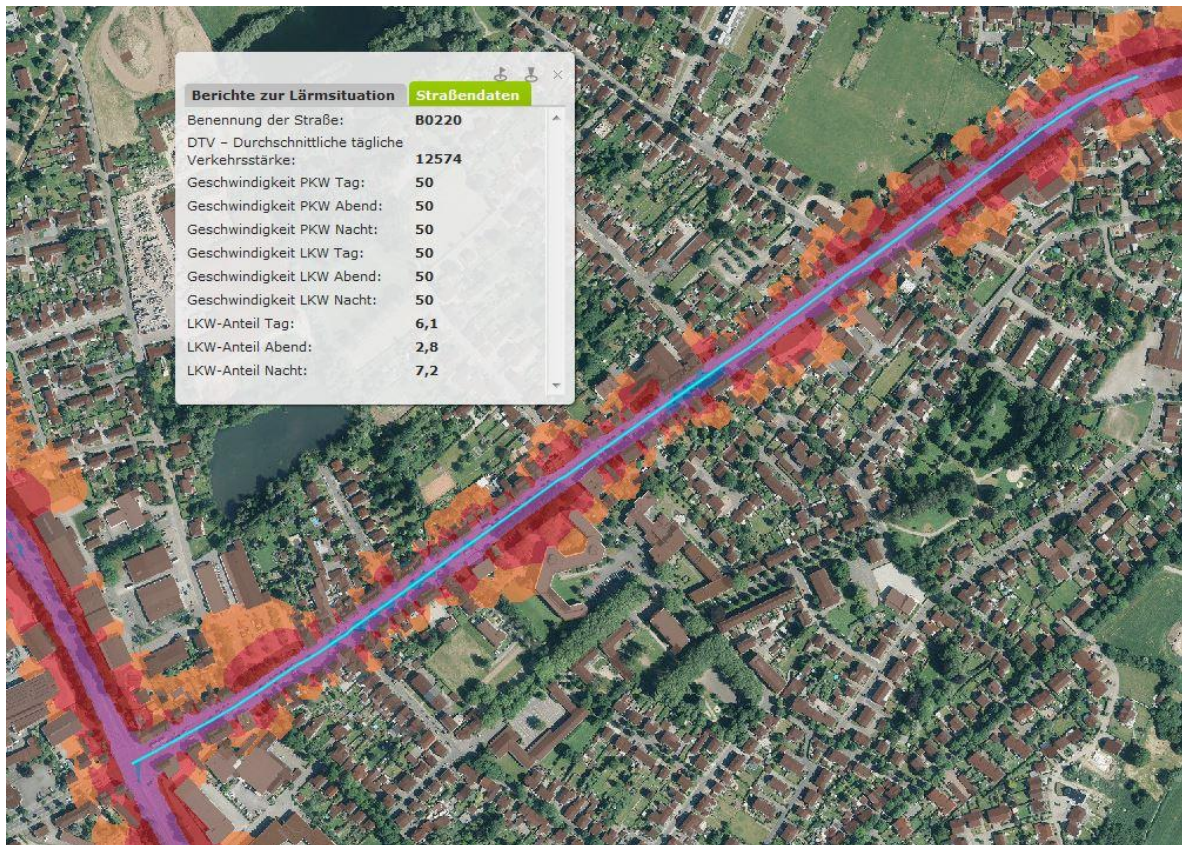 Berichte zur Lärmsituation Straßendaten
Benennung der Straße: B0220
DTV – Durchschnittliche tägliche
Verkehrsstärke: 12574
Geschwindigkeit PKW Tag: 50
Geschwindigkeit PKW Abend: 50
Geschwindigkeit PKW Nacht: 50
Geschwindigkeit LKW Tag: 50
Geschwindigkeit LKW Abend: 50
Geschwindigkeit LKW Nacht: 50
LKW-Anteil Tag: 6,1
LKW-Anteil Abend: 2,8
LKW-Anteil Nacht: 7,2